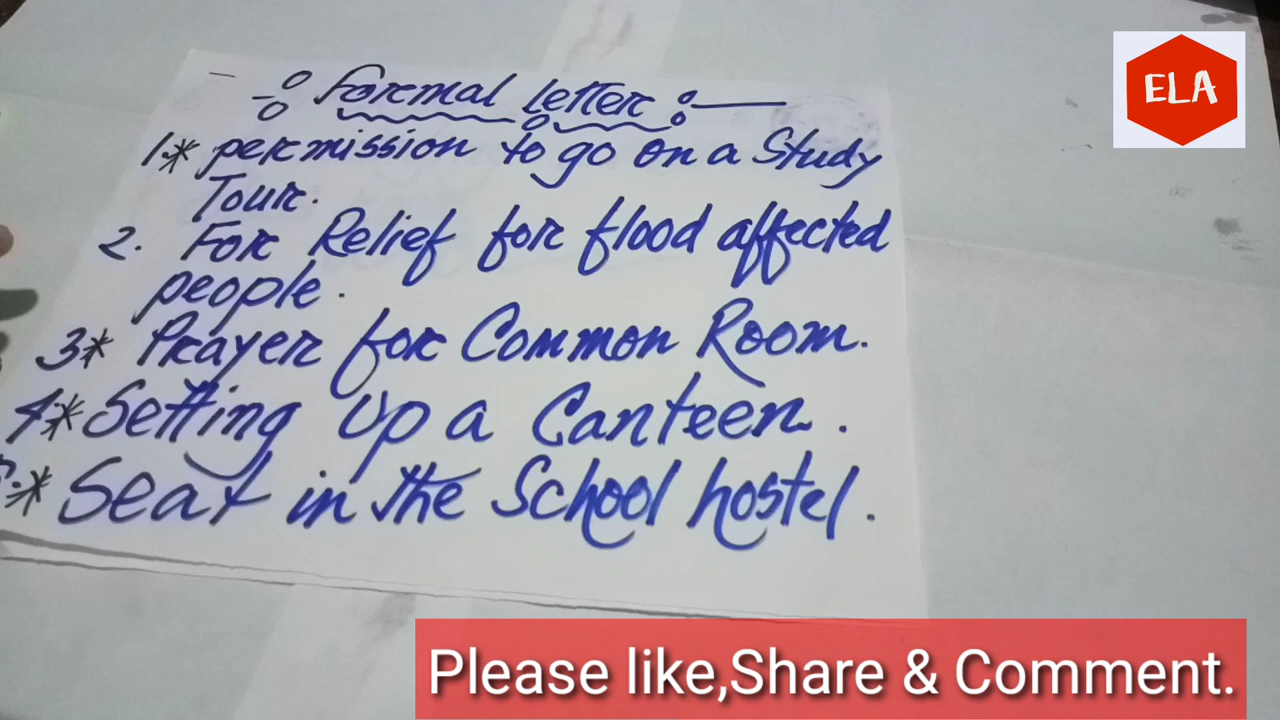 ELA
-: Formal Letter :-
1.* permission to go on a Study
Tour.
2. For Relief for flood affected
people.
3* Prayer for Common Room.
4.* Setting Up a Canteen.
5.* Seat in the School hostel.
Please like,Share & Comment.